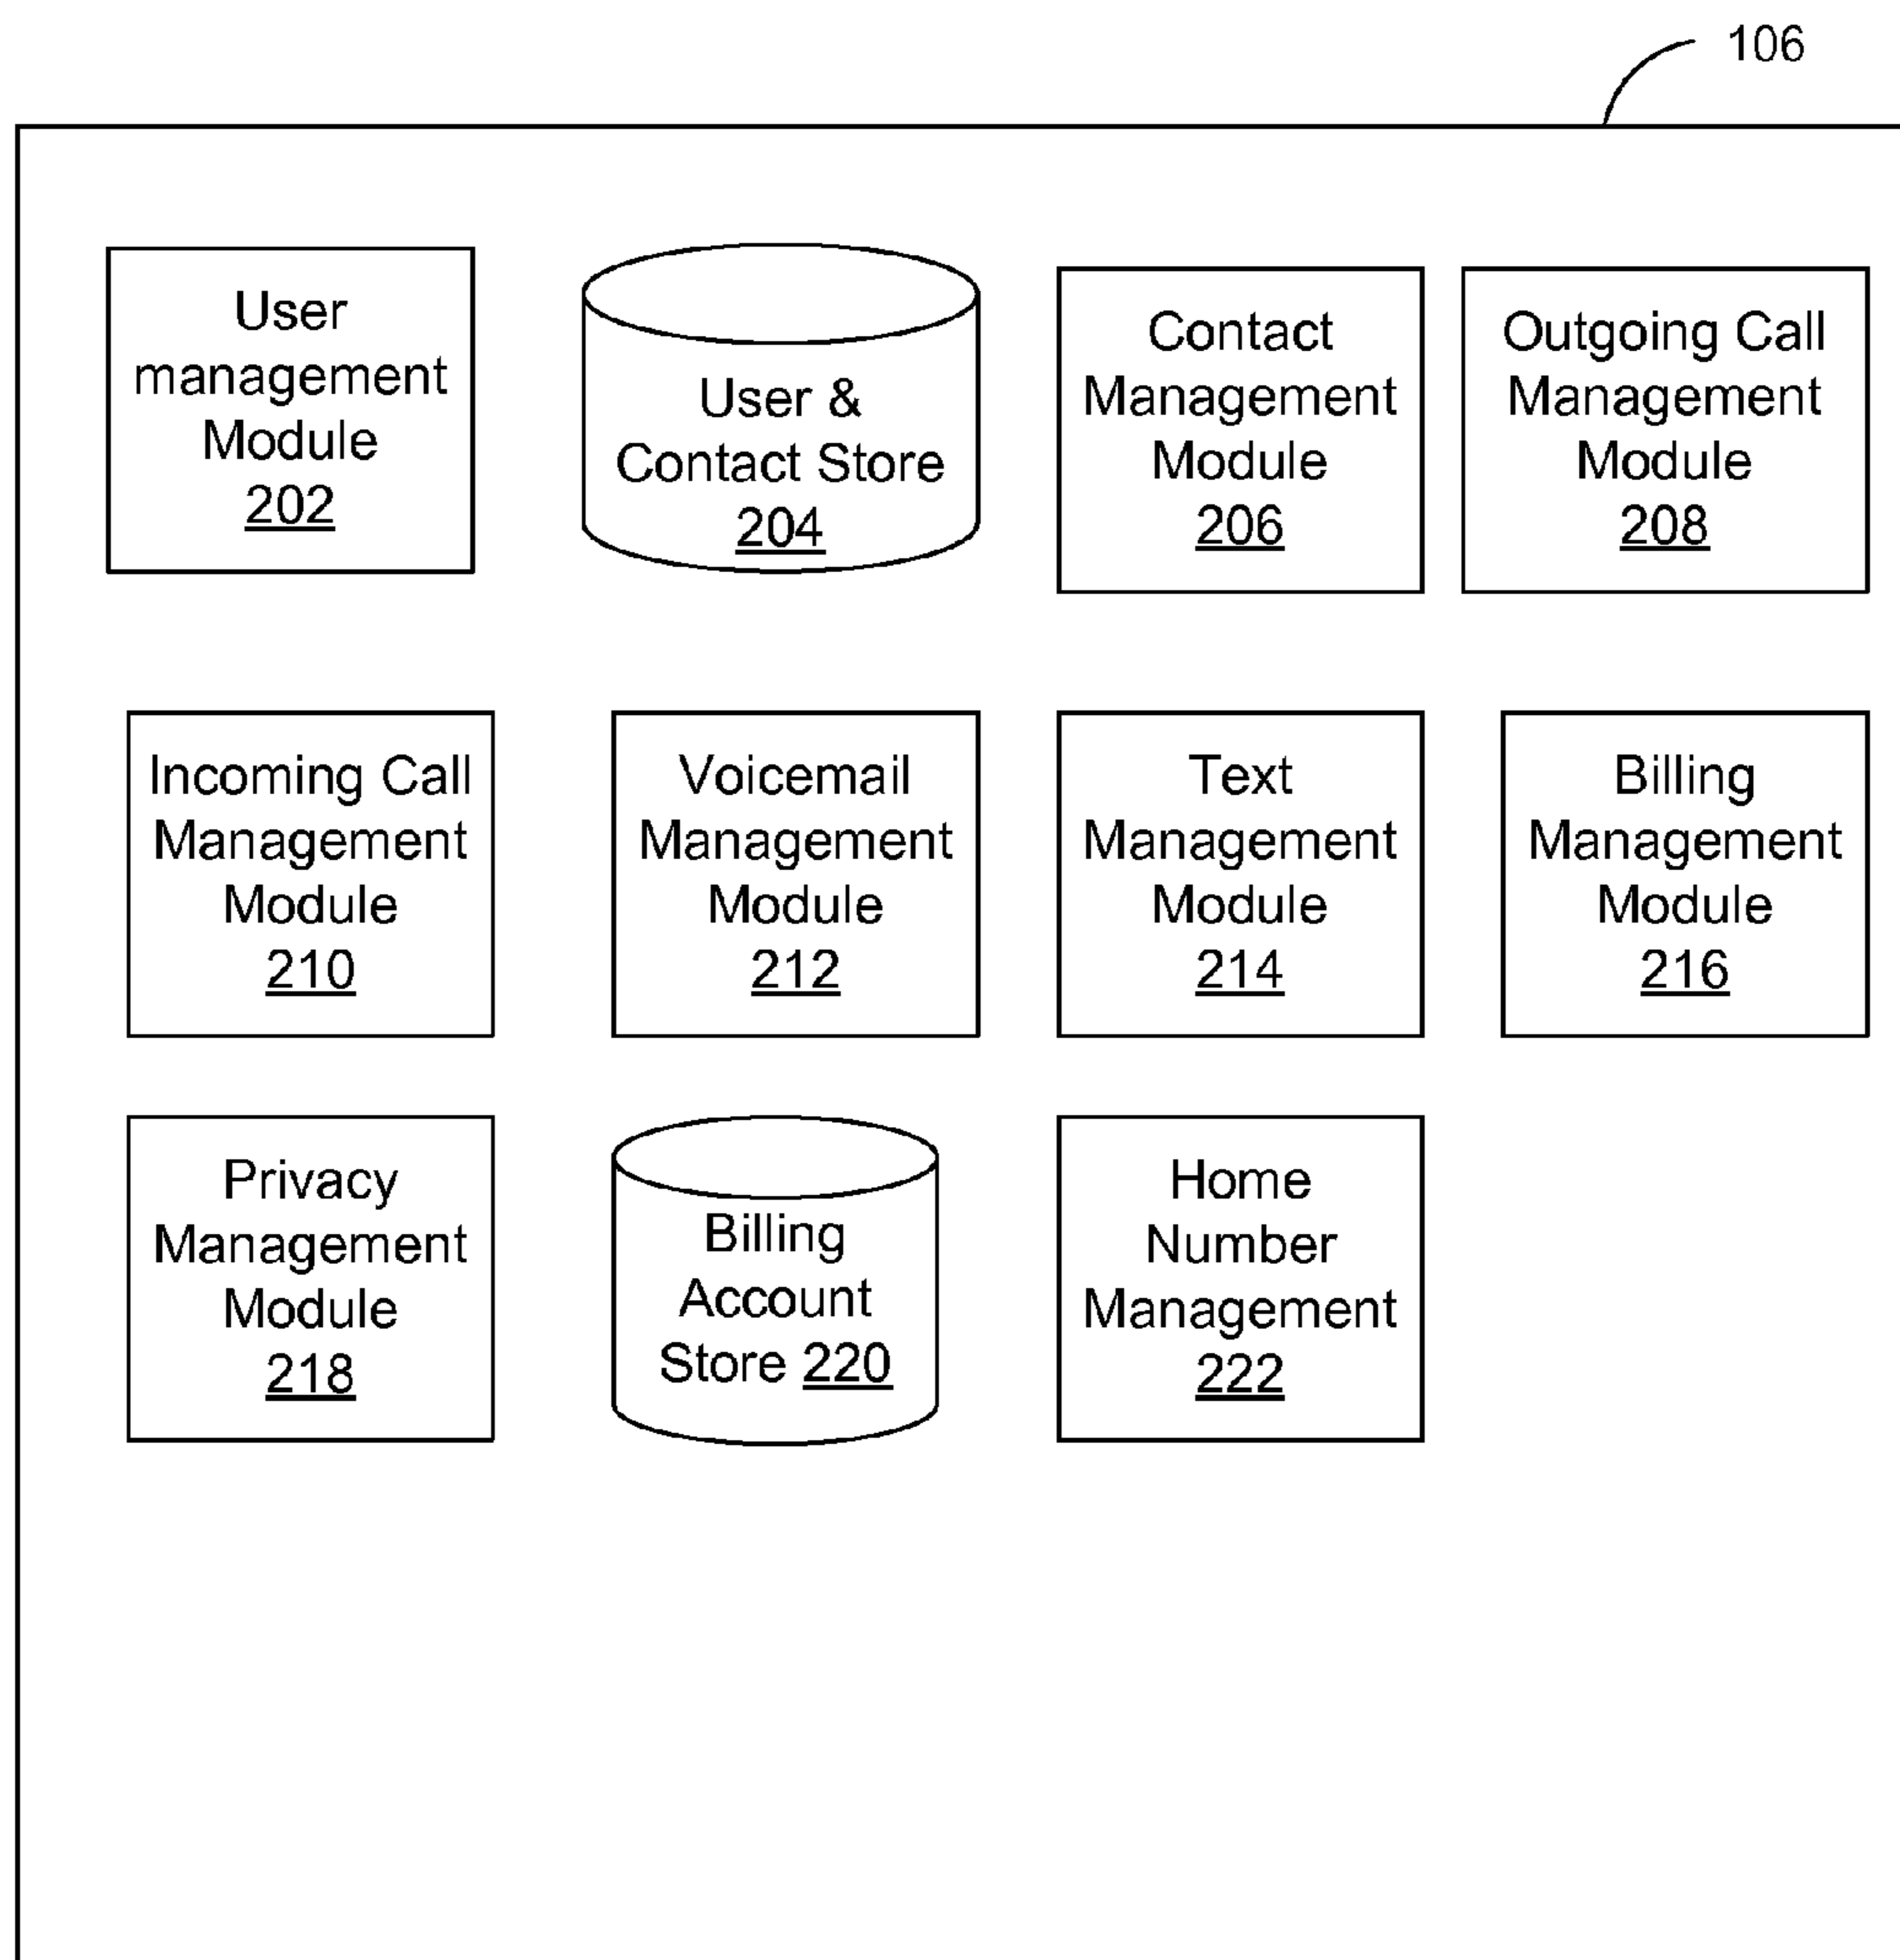 106
User
management
Module
202
User &
Contact Store
204
Contact
Management
Module
206
Outgoing Call
Management
Module
208
Incoming Call
Management
Module
210
Voicemail
Management
Module
212
Text
Management
Module
214
Billing
Management
Module
216
Privacy
Management
Module
218
Billing
Account
Store 220
Home
Number
Management
222